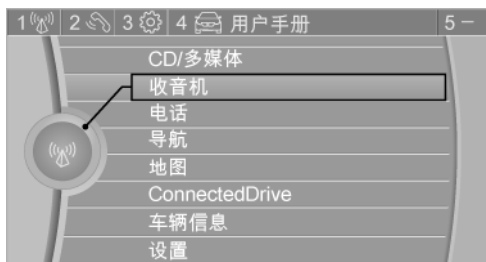 1 2 3 4 用户手册 5 —
CD/多媒体
收音机
电话
导航
地图
ConnectedDrive
车辆信息
设置